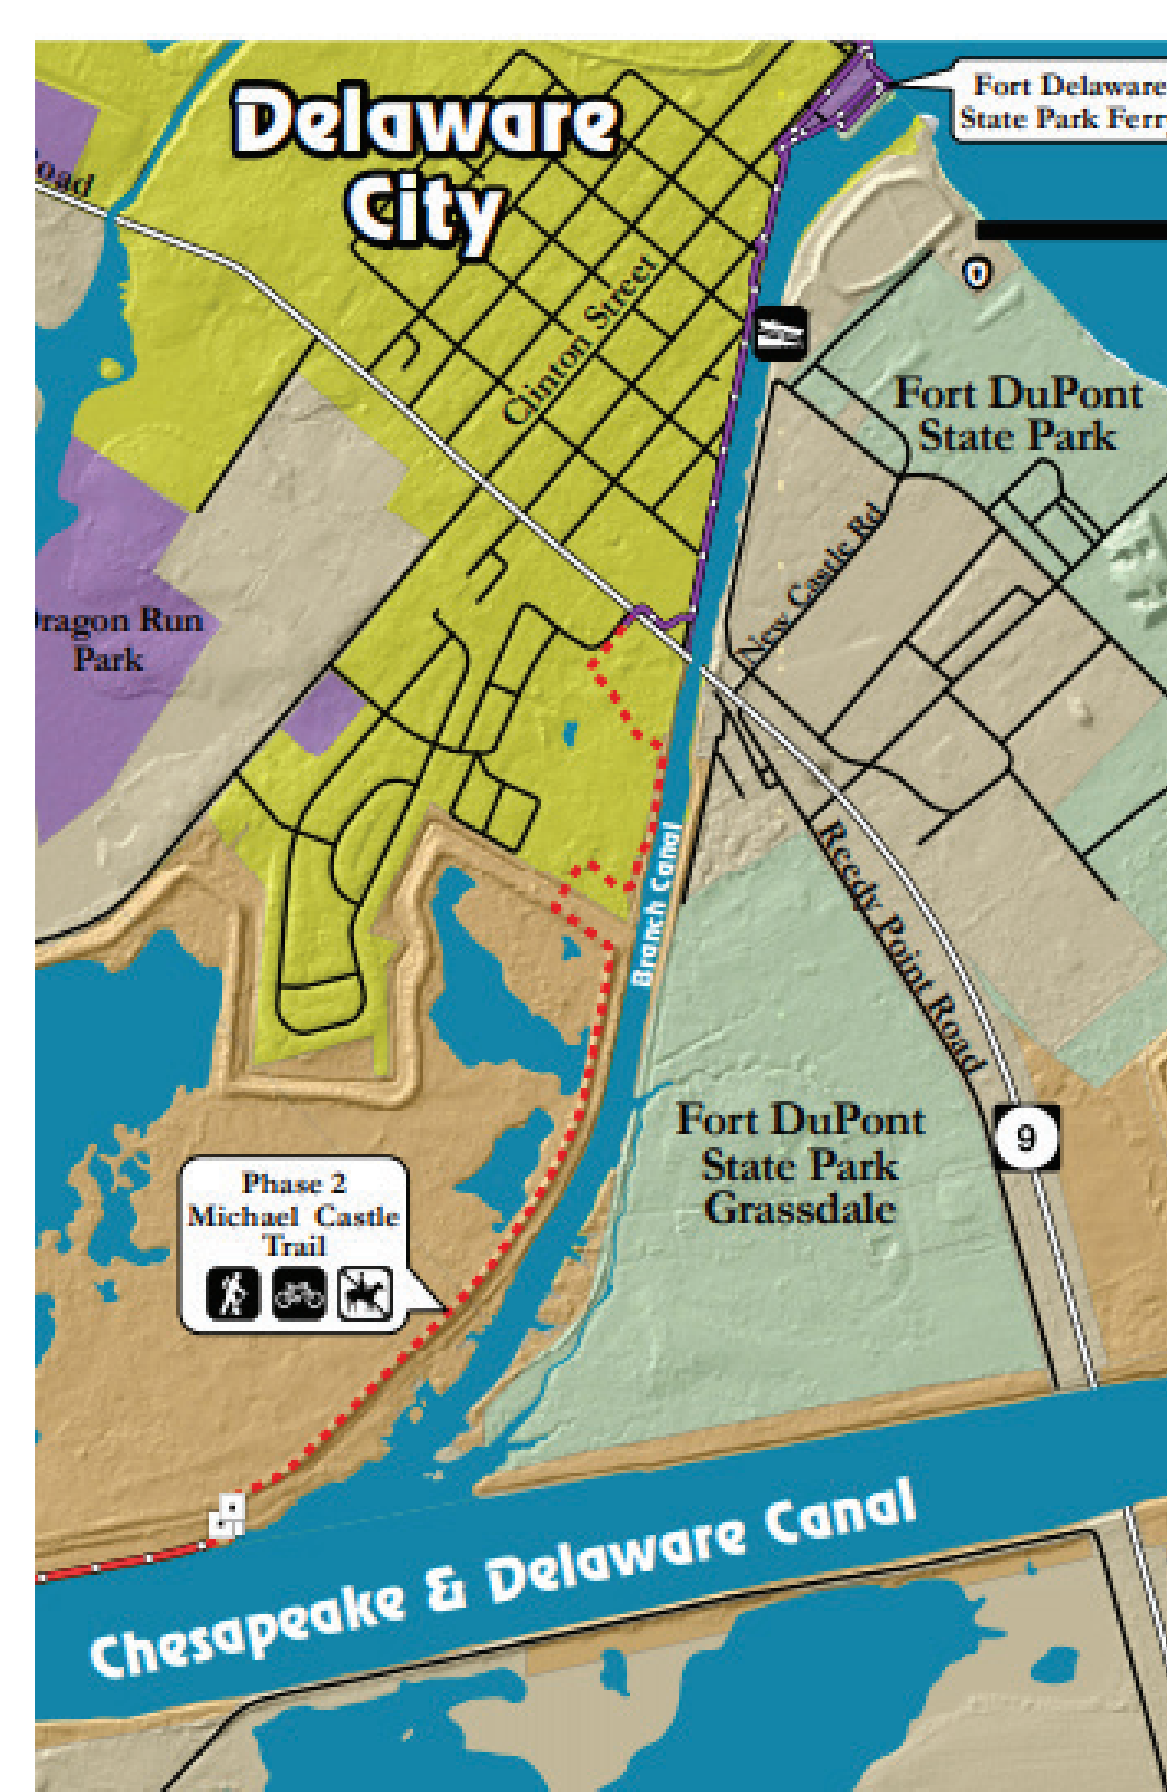 Fort Delaware
State Park Ferr
Delaware
City
oad
0
Clinton Street
Fort DuPont
State Park
New Castle Rd
ragon Run
Park
Branch Canal
Reedy Point Road
Fort DuPont
State Park
Grassdale
9
Phase 2
Michael Castle
Trail
Chesapeake & Delaware Canal